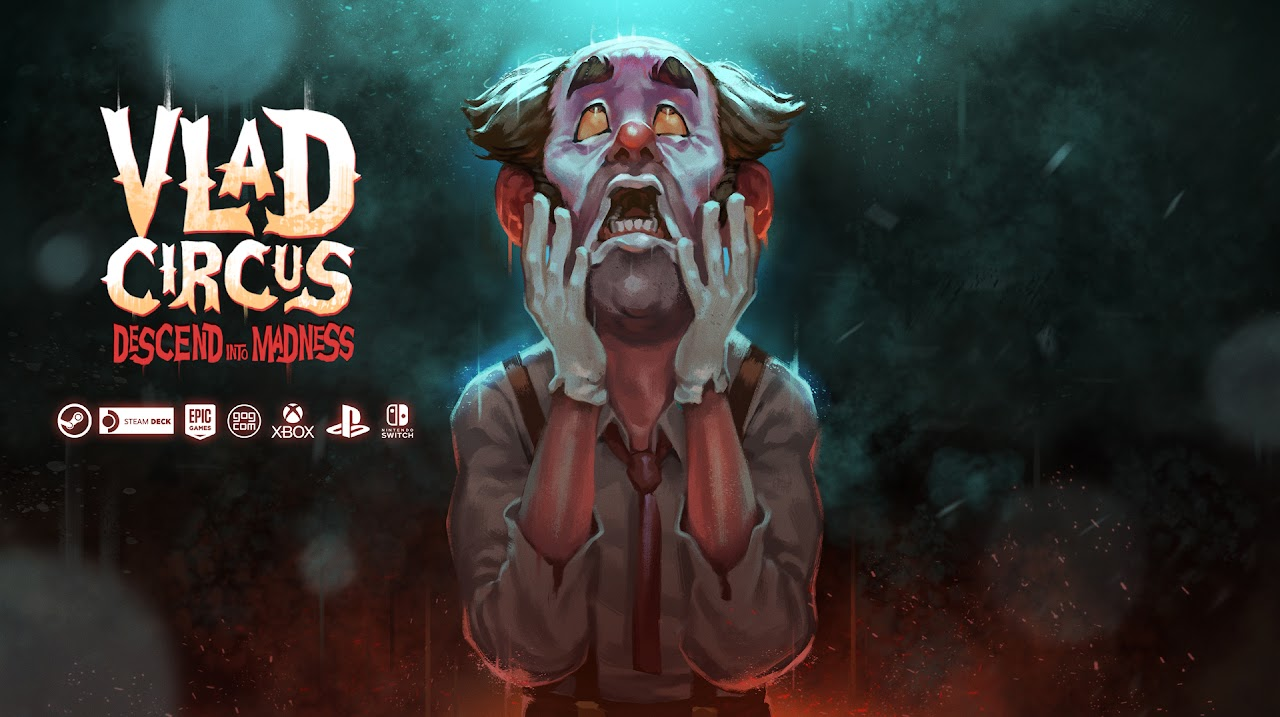 VLAD
CIRCUS
DESCEND INTO MADNESS
STEAM DECK
EPIC
GAMES
gog
com
XBOX
NINTENDO
SWITCH